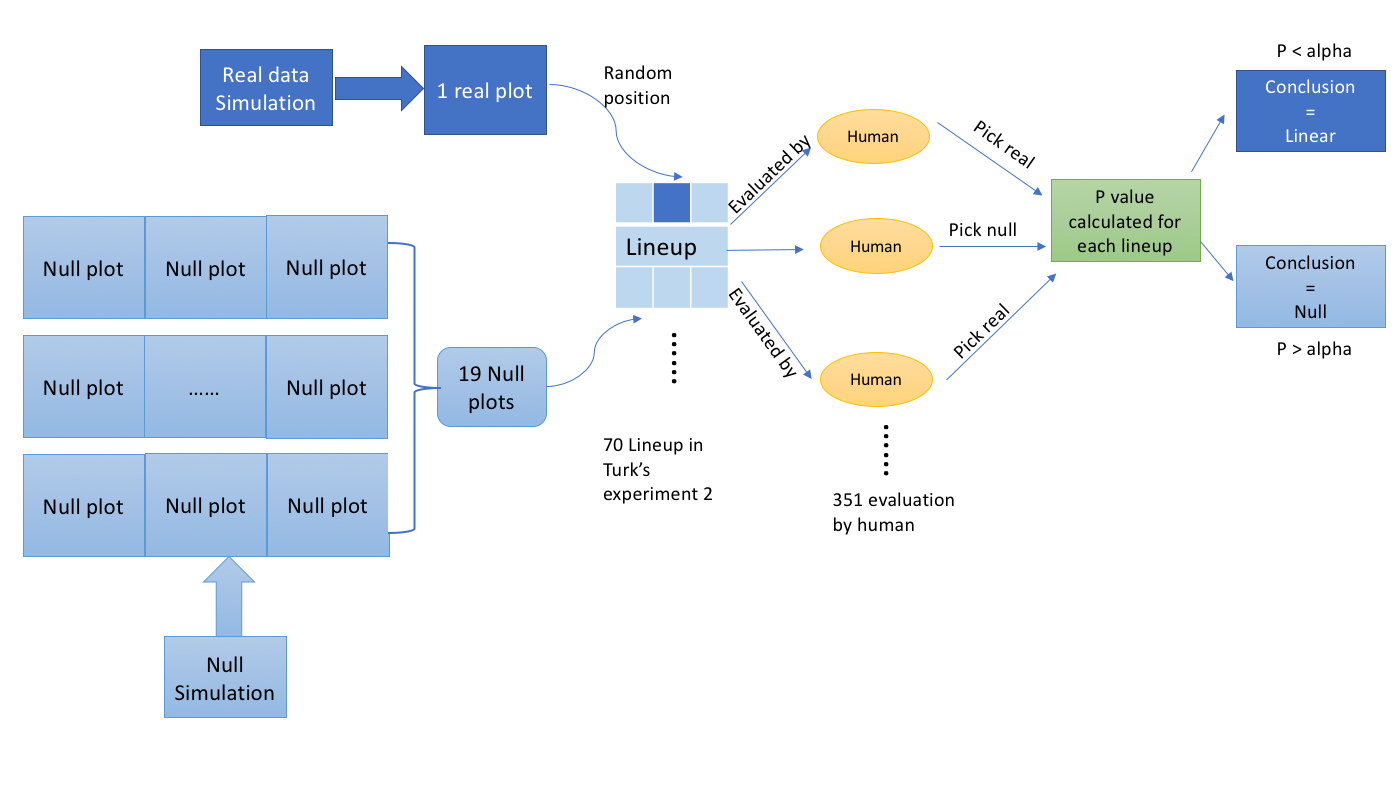 Real data
Simulation
1 real plot
Random
position
Null plot
Null plot
Null plot
Null plot
......
Null plot
Null plot
Null plot
Null plot
Null
Simulation
19 Null
plots
Lineup
70 Lineup in
Turk’s
experiment 2
Evaluated by
Evaluated by
Human
Human
Human
351 evaluation
by human
Pick real
Pick null
Pick real
P value
calculated for
each lineup
P < alpha
Conclusion
=
Linear
Conclusion
=
Null
P > alpha